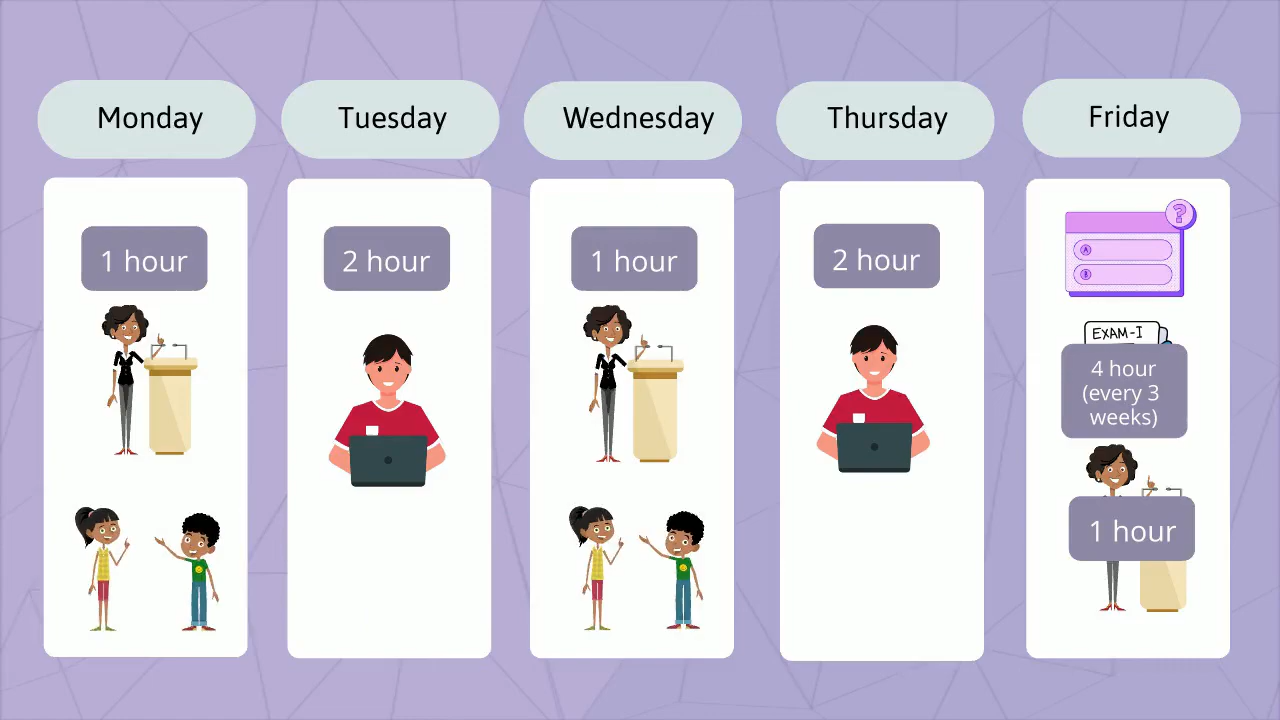 Monday
Tuesday
Wednesday
Thursday
Friday
1 hour
2 hour
1 hour
2 hour
?
A
B
EXAM-I
4 hour
(every 3
weeks)
1 hour